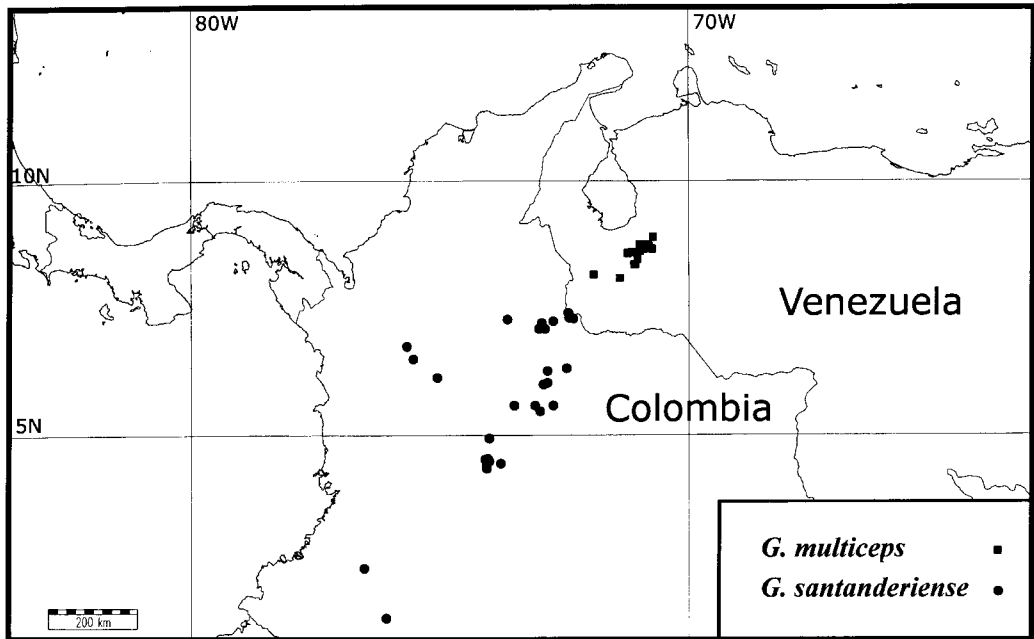 80W
70W
10N
Venezuela
Colombia
5N
G. multiceps
G. santanderiense
200 km